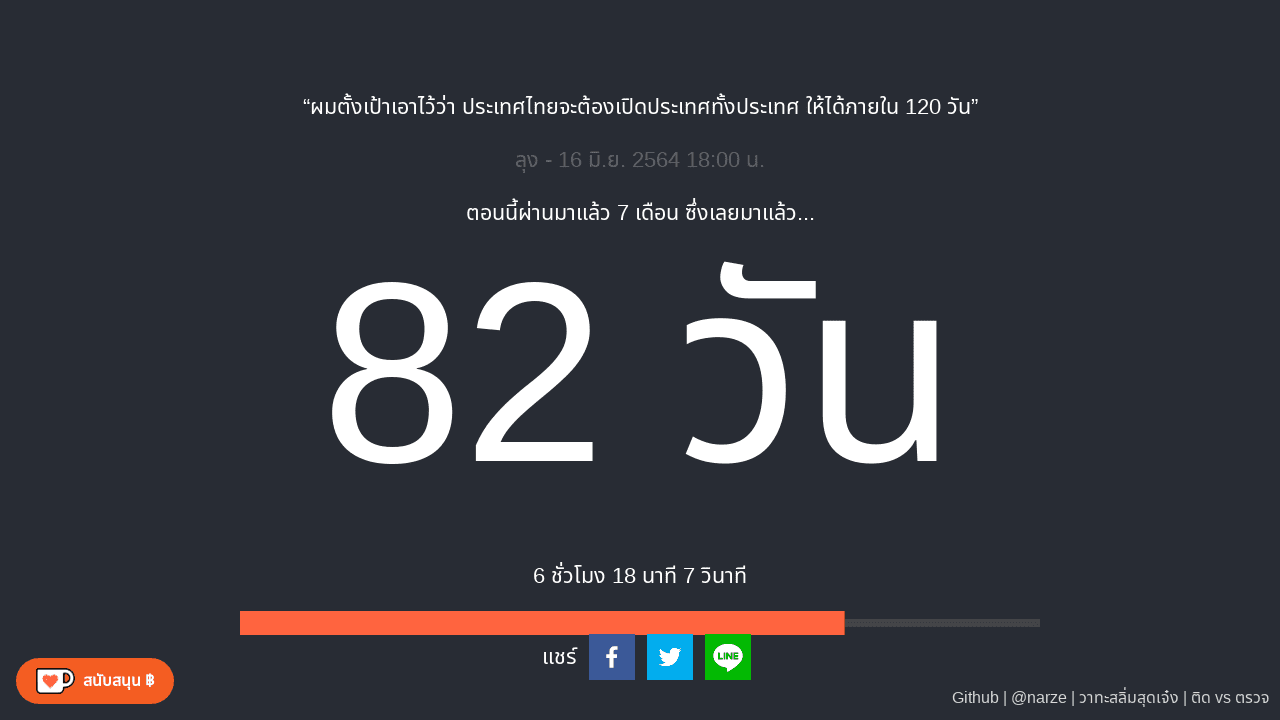 “ผมตั้งเป้าเอาไว้ว่า ประเทศไทยจะต้องเปิดประเทศทั้งประเทศ ให้ได้ภายใน 120 วัน”
ลุง - 16 มิ.ย. 2564 18:00 น.
ตอนนี้ผ่านมาแล้ว 7 เดือน ซึ่งเลยมาแล้ว...
82 วัน
6 ชั่วโมง 18 นาที 7 วินาที
แชร์ LINE
สนับสนุน ฿
Github | @narze | วาทะสลิ่มสุดเจ๋ง | ติด vs ตรวจ